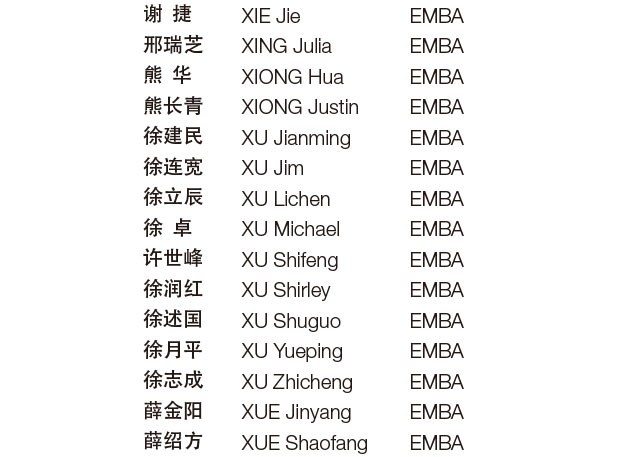 谢 捷 XIE Jie EMBA
邢瑞芝 XING Julia EMBA
熊 华 XIONG Hua EMBA
熊长青 XIONG Justin EMBA
徐建民 XU Jianming EMBA
徐连宽 XU Jim EMBA
徐立辰 XU Lichen EMBA
徐 卓 XU Michael EMBA
许世峰 XU Shifeng EMBA
徐润红 XU Shirley EMBA
徐述国 XU Shuguo EMBA
徐月平 XU Yueping EMBA
徐志成 XU Zhicheng EMBA
薛金阳 XUE Jinyang EMBA
薛绍方 XUE Shaofang EMBA